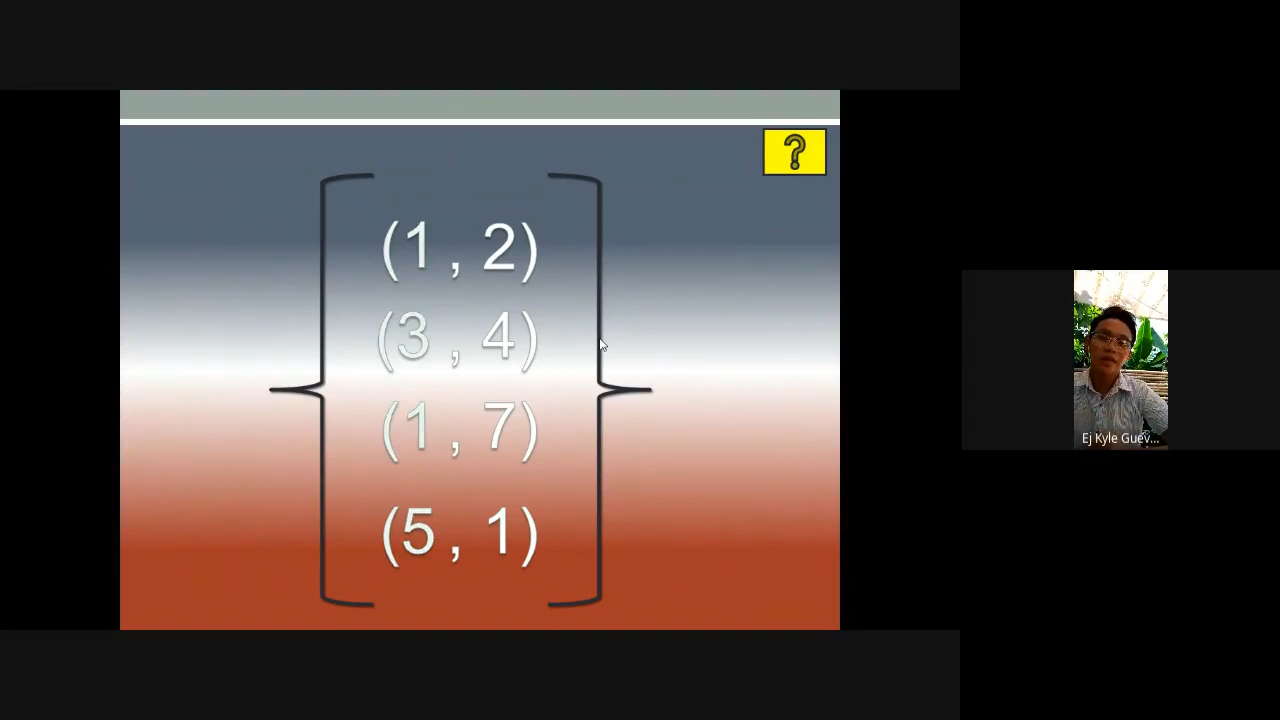 ?
(1 , 2)
(3 , 4)
(1 , 7)
(5 , 1)
Ej Kyle Guev...